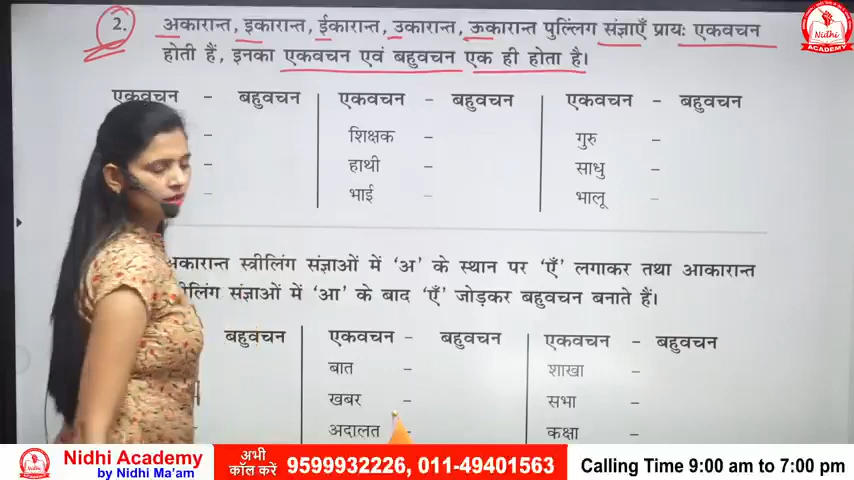 2. अकारान्त, इकारान्त, ईकारान्त, उकारान्त, ऊकारान्त पुल्लिंग संज्ञाएँ प्रायः एकवचन
होती हैं, इनका एकवचन एवं बहुवचन एक ही होता है।
Nidhi
ACADEMY
एकवचन – बहुवचन
एकवचन – बहुवचन
एकवचन – बहुवचन
–
शिक्षक –
गुरु –
–
हाथी –
साधु –
–
भाई –
भालू –
अकारान्त स्त्रीलिंग संज्ञाओं में ‘अ’ के स्थान पर ‘एँ’ लगाकर तथा आकारान्त
संज्ञाओं में ‘आ’ के बाद ‘एँ’ जोड़कर बहुवचन बनाते हैं।
बहुवचन
एकवचन – बहुवचन
एकवचन – बहुवचन
बात –
शाखा –
खबर –
सभा –
अदालत –
कक्षा –
Nidhi Academy
by Nidhi Ma'am
अभी
कॉल करें
9599932226, 011-49401563
Calling Time 9:00 am to 7:00 pm